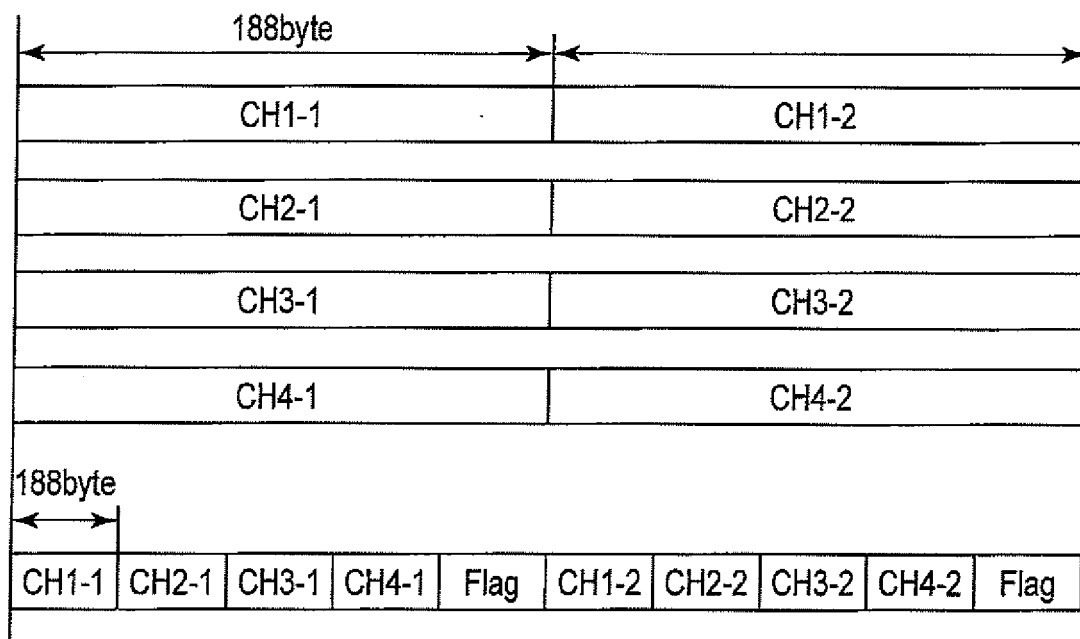 188byte
CH1-1 CH1-2
CH2-1 CH2-2
CH3-1 CH3-2
CH4-1 CH4-2
188byte
CH1-1 CH2-1 CH3-1 CH4-1 Flag CH1-2 CH2-2 CH3-2 CH4-2 Flag